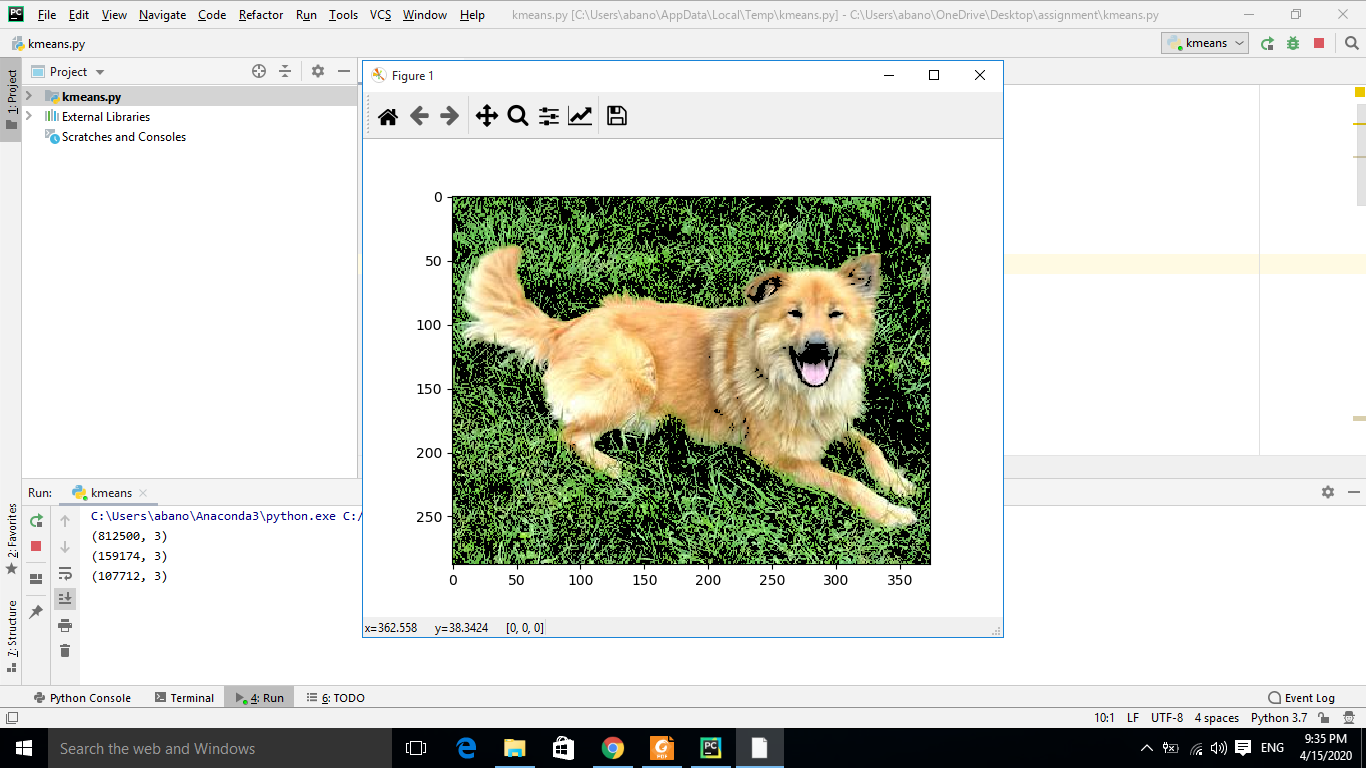 File Edit View Navigate Code Refactor Run Tools VCS Window Help kmeans.py [C:\Users\abano\AppData\Local\Temp\kmeans.py] - C:\Users\abano\OneDrive\Desktop\assignment\kmeans.py
kmeans.py
kmeans
1: Project
Project
kmeans.py
External Libraries
Scratches and Consoles
Figure 1
0
50
100
150
200
250
0 50 100 150 200 250 300 350
x=362.558 y=38.3424 [0, 0, 0]
2: Favorites
7: Structure
Run: kmeans
C:\Users\abano\Anaconda3\python.exe C:/
(812500, 3)
(159174, 3)
(107712, 3)
Python Console Terminal 4: Run 6: TODO Event Log
10:1 LF UTF-8 4 spaces Python 3.7
Search the web and Windows
PDF
PC
ENG
9:35 PM
4/15/2020